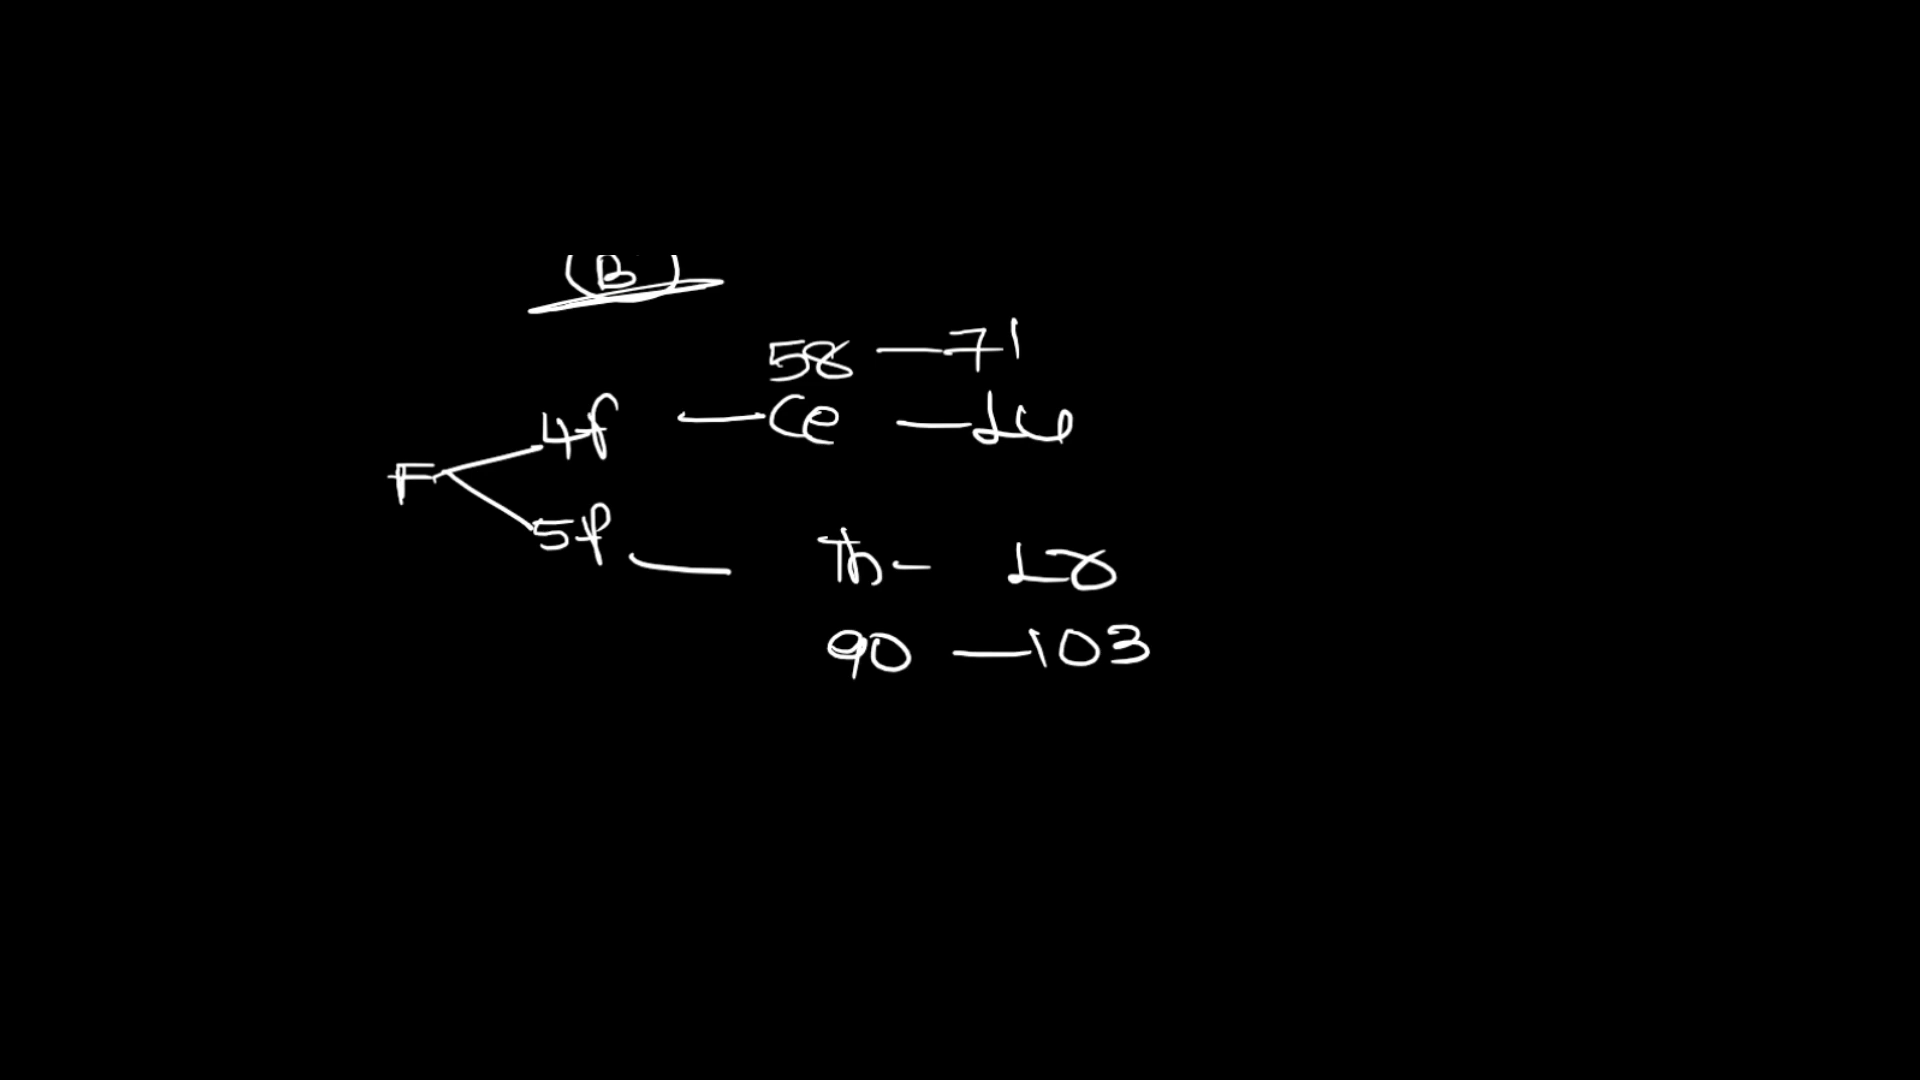 (B)
58 — 71
4f — Ce — Lu
F
5f — Th - Lr
90 — 103